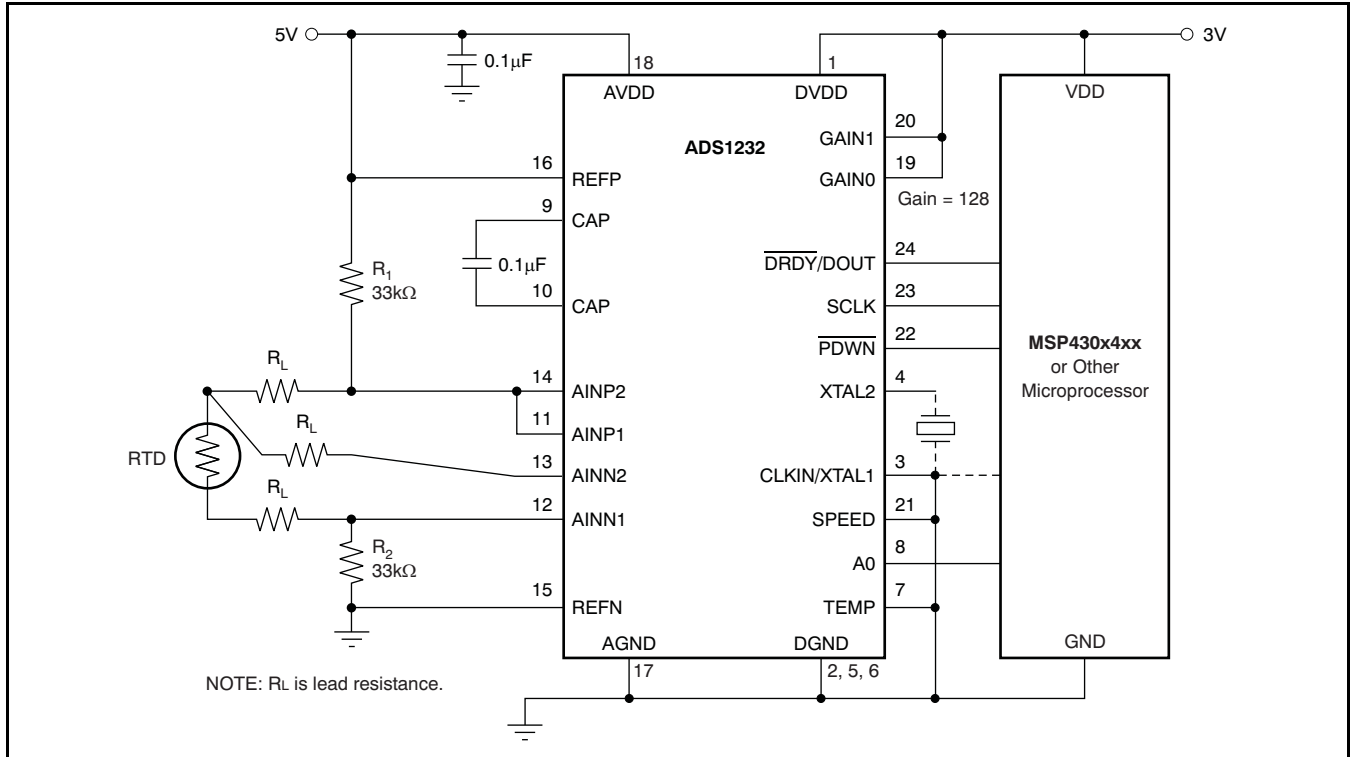 5V
3V
0.1μF
18
1
AVDD
DVDD
VDD
ADS1232
20
GAIN1
19
GAIN0
Gain = 128
16
REFP
9
CAP
0.1μF
10
CAP
R1
33kΩ
24
DRDY/DOUT
23
SCLK
22
PDWN
4
XTAL2
MSP430x4xx
or Other
Microprocessor
RL
14
AINP2
11
AINP1
RL
RTD
13
AINN2
3
CLKIN/XTAL1
RL
12
AINN1
21
SPEED
R2
33kΩ
8
A0
15
REFN
7
TEMP
AGND
DGND
GND
17
2, 5, 6
NOTE: RL is lead resistance.